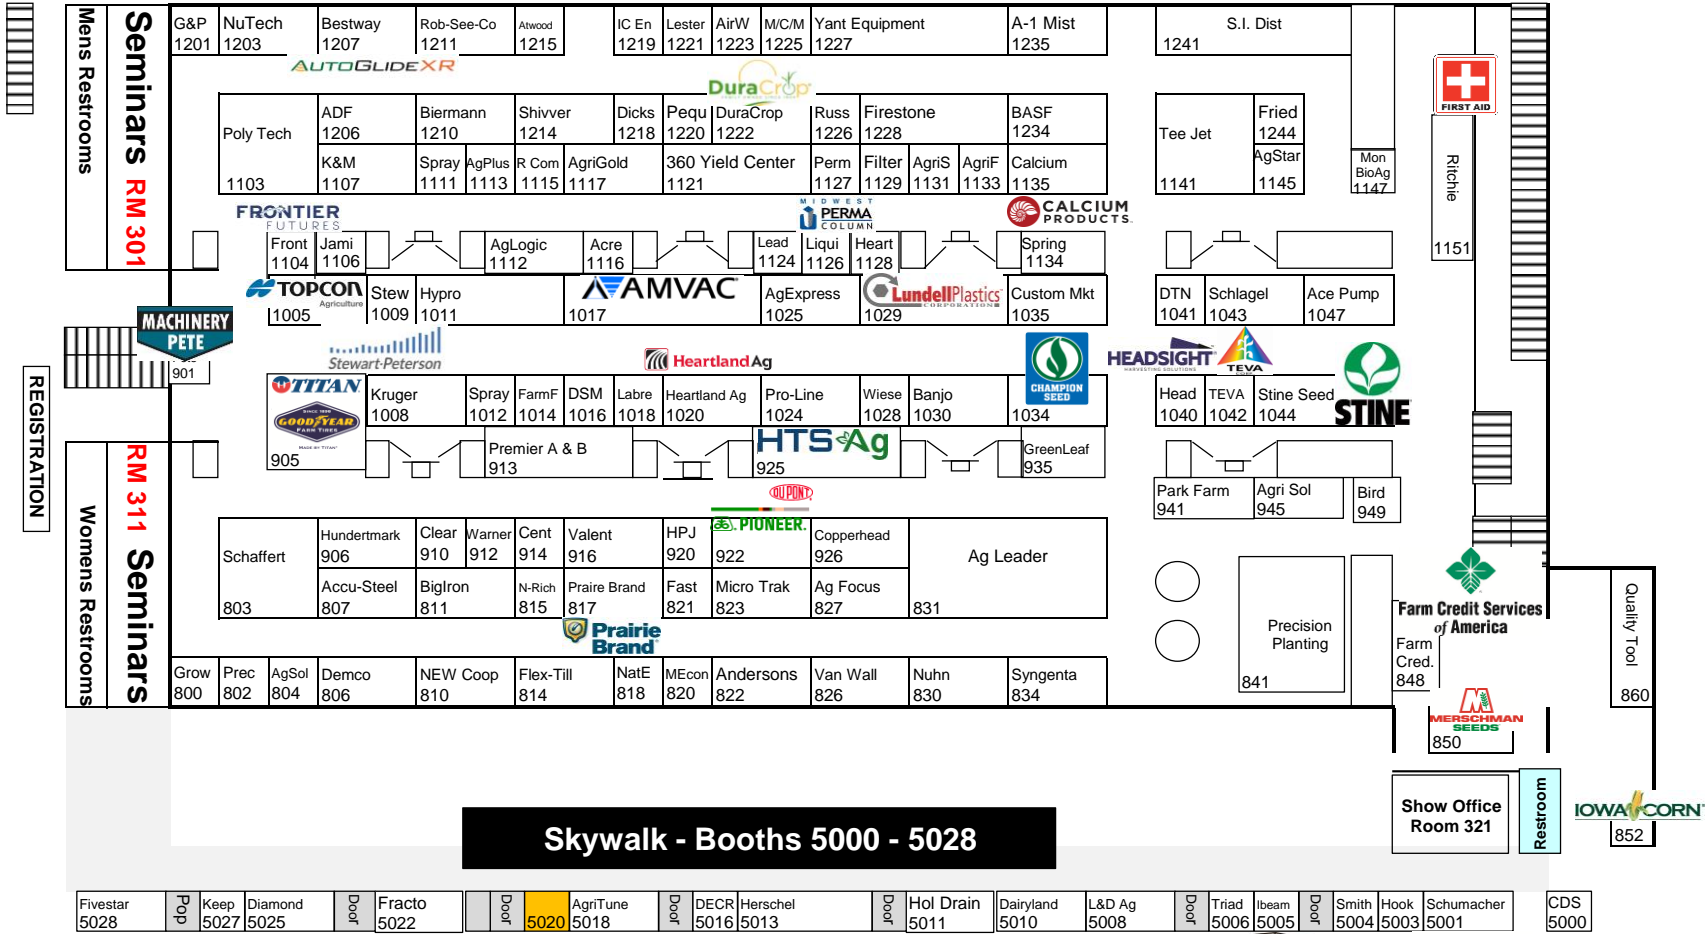 Mens Restrooms
Seminars RM 301
G&P
1201
NuTech
1203
Bestway
1207
Rob-See-Co
1211
Atwood
1215
IC En
1219
Lester
1221
AirW
1223
M/C/M
1225
Yant Equipment
1227
A-1 Mist
1235
S.I. Dist
1241
AUTOGLIDEXR
DuraCrop
FIRST AID
Poly Tech
1103
ADF
1206
Biermann
1210
Shivver
1214
Dicks
1218
Pequ
1220
DuraCrop
1222
Russ
1226
Firestone
1228
BASF
1234
Tee Jet
1141
Fried
1244
K&M
1107
Spray
1111
AgPlus
1113
R Com
1115
AgriGold
1117
360 Yield Center
1121
Perm
1127
Filter
1129
AgriS
1131
AgriF
1133
Calcium
1135
AgStar
1145
Mon
BioAg
1147
Ritchie
1151
FRONTIER
FUTURES
MIDWEST
PERMA
COLUMN
CALCIUM
PRODUCTS
Front
1104
Jami
1106
AgLogic
1112
Acre
1116
Lead
1124
Liqui
1126
Heart
1128
Spring
1134
TOPCON
Agriculture
1005
Stew
1009
Hypro
1011
AMVAC
1017
AgExpress
1025
LundellPlastics
CORPORATION
1029
Custom Mkt
1035
DTN
1041
Schlagel
1043
Ace Pump
1047
MACHINERY
PETE
901
Stewart-Peterson
HeartlandAg
CHAMPION
SEED
HEADSIGHT
HARVESTING SOLUTIONS
TEVA
CORP
STINE
REGISTRATION
TITAN
SINCE 1898
GOODYEAR
FARM TIRES
MADE BY TITAN
905
Kruger
1008
Spray
1012
FarmF
1014
DSM
1016
Labre
1018
Heartland Ag
1020
Pro-Line
1024
Wiese
1028
Banjo
1030
1034
Head
1040
TEVA
1042
Stine Seed
1044
Womens Restrooms
RM 311 Seminars
Premier A & B
913
HTS Ag
925
GreenLeaf
935
Park Farm
941
Agri Sol
945
Bird
949
DUPONT
PIONEER.
Schaffert
803
Hundertmark
906
Clear
910
Warner
912
Cent
914
Valent
916
HPJ
920
922
Copperhead
926
Ag Leader
831
Accu-Steel
807
BigIron
811
N-Rich
815
Praire Brand
817
Fast
821
Micro Trak
823
Ag Focus
827
Prairie
Brand
Precision
Planting
841
Farm Credit Services
of America
Farm
Cred.
848
Quality Tool
860
Grow
800
Prec
802
AgSol
804
Demco
806
NEW Coop
810
Flex-Till
814
NatE
818
MEcon
820
Andersons
822
Van Wall
826
Nuhn
830
Syngenta
834
MERSCHMAN
SEEDS
850
Show Office
Room 321
Restroom
IOWA CORN
852
Skywalk - Booths 5000 - 5028
Fivestar
5028
Pop
Keep
5027
Diamond
5025
Door
Fracto
5022
Door
5020
AgriTune
5018
Door
DECR
5016
Herschel
5013
Door
Hol Drain
5011
Dairyland
5010
L&D Ag
5008
Door
Triad
5006
Ibeam
5005
Door
Smith
5004
Hook
5003
Schumacher
5001
CDS
5000